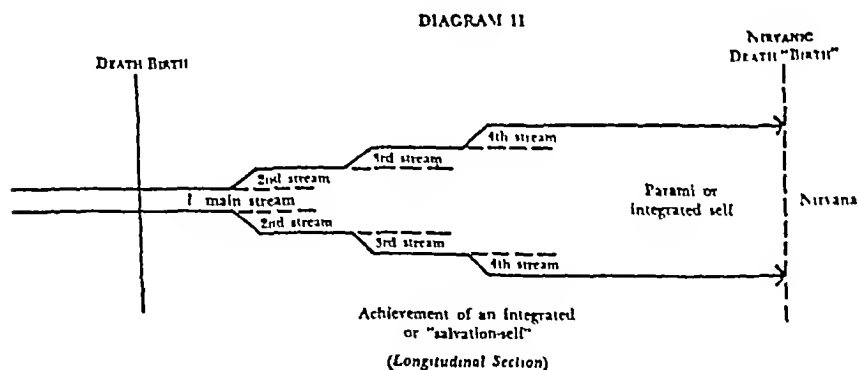 DIAGRAM II
NIRVANIC
DEATH "BIRTH"
DEATH BIRTH
4th stream
3rd stream
2nd stream
1 main stream
2nd stream
3rd stream
4th stream
Parami or
integrated self
Nirvana
Achievement of an integrated
or "salvation-self"
(Longitudinal Section)